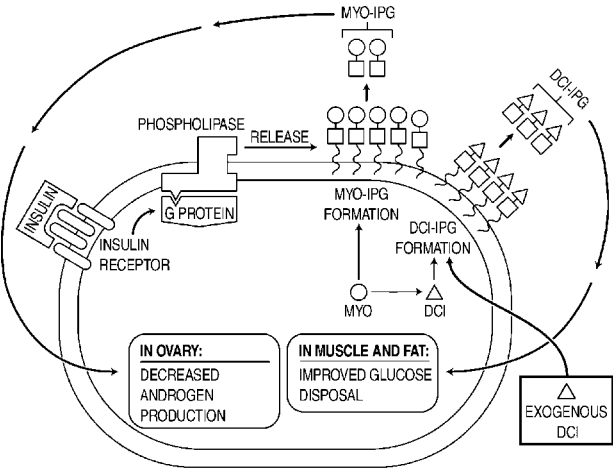 MYO-IPG
DCI-IPG
PHOSPHOLIPASE
RELEASE
INSULIN
G PROTEIN
INSULIN
RECEPTOR
MYO-IPG
FORMATION
DCI-IPG
FORMATION
MYO
DCI
IN OVARY:
DECREASED
ANDROGEN
PRODUCTION
IN MUSCLE AND FAT:
IMPROVED GLUCOSE
DISPOSAL
EXOGENOUS
DCI